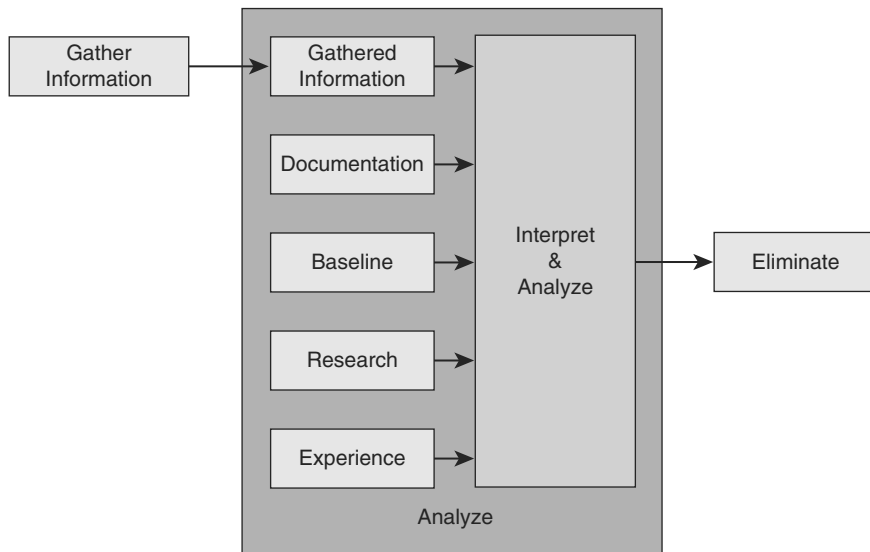 Gather
Information
Gathered
Information
Documentation
Baseline
Research
Experience
Interpret
&
Analyze
Eliminate
Analyze